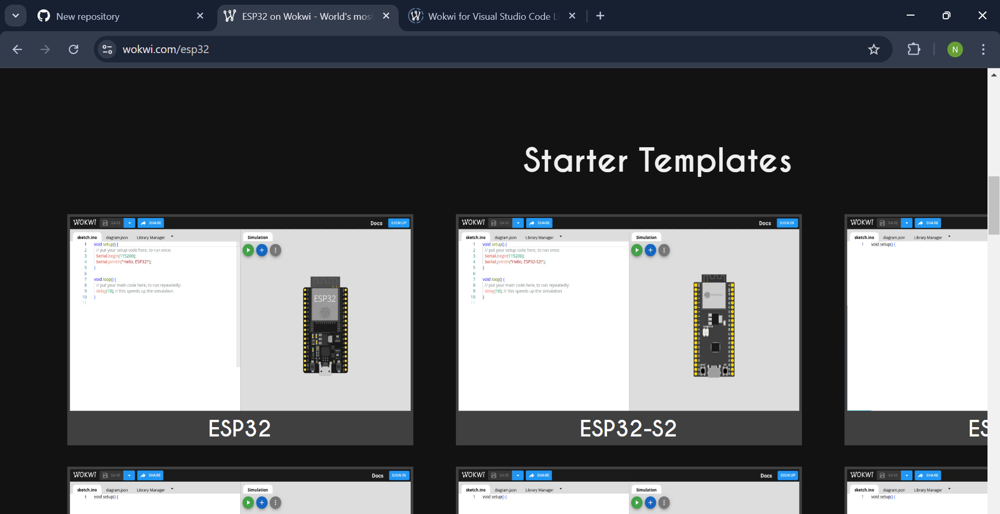 New repository
ESP32 on Wokwi - World's mos
Wokwi for Visual Studio Code Li
wokwi.com/esp32
N
Starter Templates
WOKWI SAVE SHARE Docs SIGN UP
sketch.ino diagram.json Library Manager Simulation
1 void setup() {
2 // put your setup code here, to run once:
3 Serial.begin(115200);
4 Serial.println("Hello, ESP32!");
5 }
6
7 void loop() {
8 // put your main code here, to run repeatedly:
9 delay(10); // this speeds up the simulation
10 }
11
ESP32
ESP32
WOKWI SAVE SHARE Docs SIGN IN
sketch.ino diagram.json Library Manager Simulation
1 void setup() {
2 // put your setup code here, to run once:
3 Serial.begin(115200);
4 Serial.println("Hello, ESP32-S2!");
5 }
6
7 void loop() {
8 // put your main code here, to run repeatedly:
9 delay(10); // this speeds up the simulation
10 }
11
ESP32-S2
WOKWI SAVE SHARE
sketch.ino diagram.json Library Manager
1 void setup() {
ES
WOKWI SAVE SHARE Docs SIGN IN
sketch.ino diagram.json Library Manager Simulation
1 void setup() {
WOKWI SAVE SHARE Docs SIGN UP
sketch.ino diagram.json Library Manager Simulation
1 void setup() {
WOKWI SAVE SHARE
sketch.ino diagram.json Library Manager
1 void setup() {